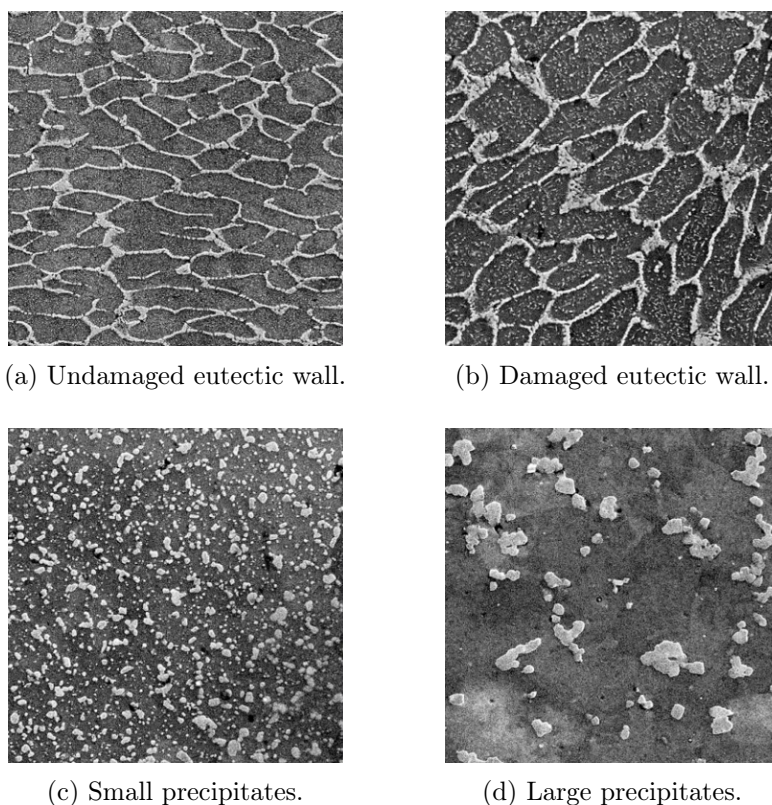 (a) Undamaged eutectic wall.
(b) Damaged eutectic wall.
(c) Small precipitates.
(d) Large precipitates.